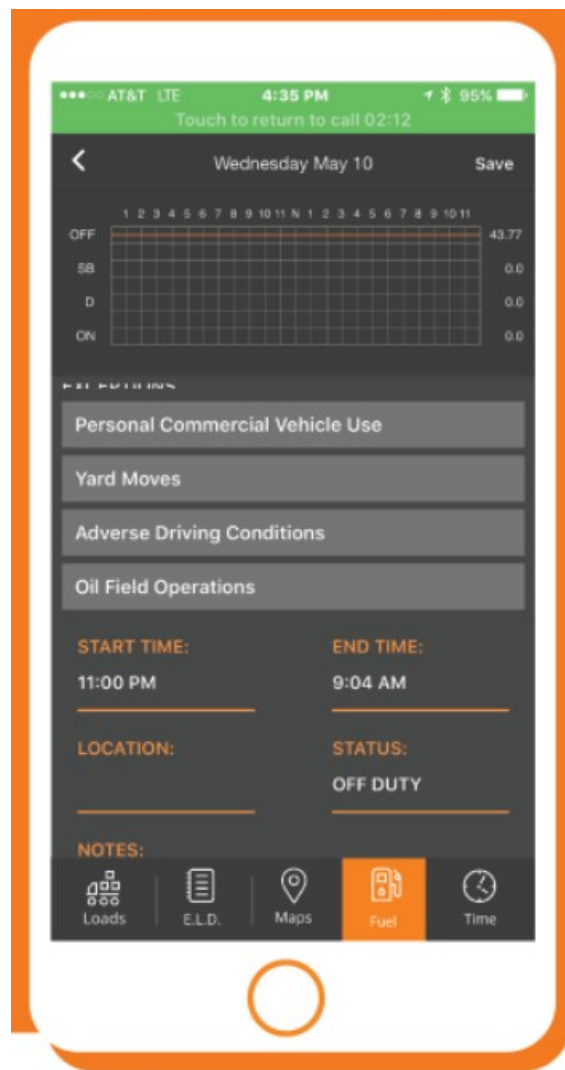 AT&T LTE 4:35 PM 95%
Touch to return to call 02:12
Wednesday May 10 Save
1 2 3 4 5 6 7 8 9 10 11 N 1 2 3 4 5 6 7 8 9 10 11
OFF 43.77
SB 0.0
D 0.0
ON 0.0
EXCEPTIONS
Personal Commercial Vehicle Use
Yard Moves
Adverse Driving Conditions
Oil Field Operations
START TIME: END TIME:
11:00 PM 9:04 AM
LOCATION: STATUS:
OFF DUTY
NOTES:
Loads E.L.D. Maps Fuel Time